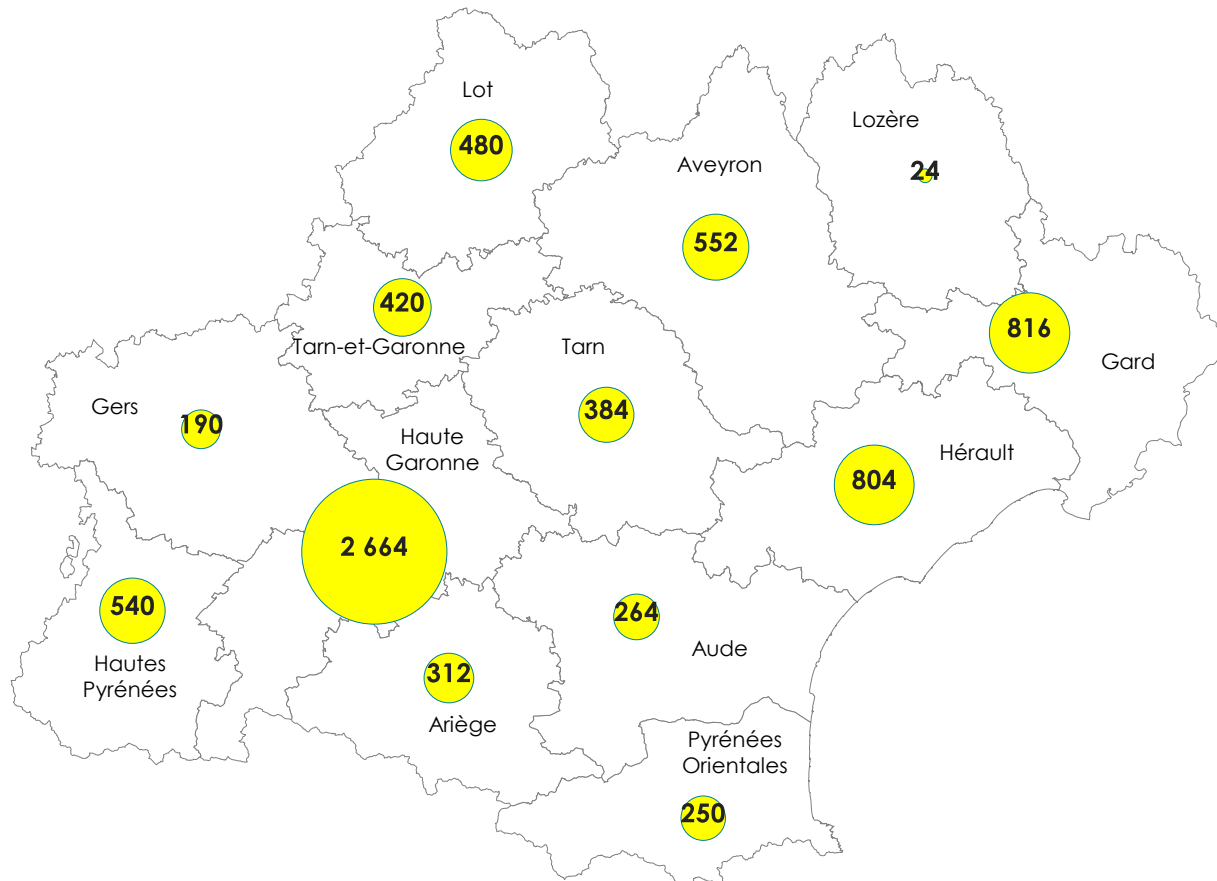 Lot
480
Lozère
24
Aveyron
552
420
Tarn-et-Garonne
816
Gard
Tarn
384
Gers
190
Haute
Garonne
Hérault
804
2 664
540
Hautes
Pyrénées
264
Aude
312
Ariège
Pyrénées
Orientales
250